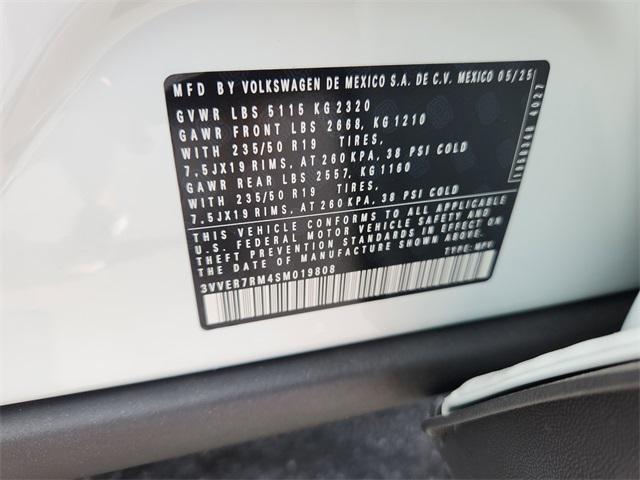 MFD BY VOLKSWAGEN DE MEXICO S.A. DE C.V. MEXICO 05/25
GVWR LBS 5115 KG 2320
GAWR FRONT LBS 2668, KG 1210
WITH 235/50 R19 TIRES,
7.5JX19 RIMS, AT 260 KPA, 38 PSI COLD
GAWR REAR LBS 2557, KG 1160
WITH 235/50 R19 TIRES,
7.5JX19 RIMS, AT 260 KPA, 38 PSI COLD
THIS VEHICLE CONFORMS TO ALL APPLICABLE
U.S. FEDERAL MOTOR VEHICLE SAFETY AND
THEFT PREVENTION STANDARDS IN EFFECT ON
THE DATE OF MANUFACTURE SHOWN ABOVE.
TYPE: MPV
3VVER7RM4SM019808
4027